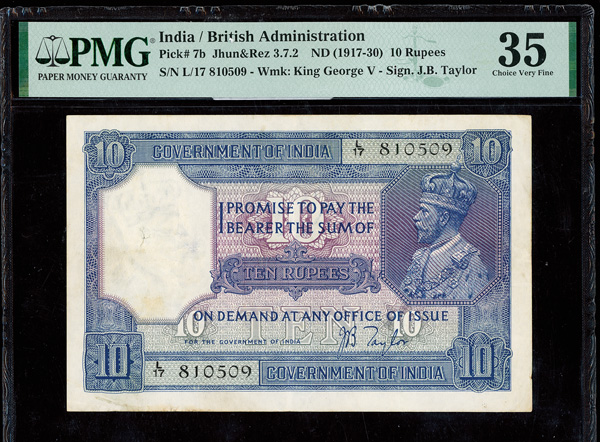 PMG
PAPER MONEY GUARANTY
India / British Administration
Pick# 7b Jhun&Rez 3.7.2 ND (1917-30) 10 Rupees
S/N L/17 810509 - Wmk: King George V - Sign. J.B. Taylor
35
Choice Very Fine
10
GOVERNMENT OF INDIA
L/17 810509
10
I PROMISE TO PAY THE
BEARER THE SUM OF
10
TEN RUPEES
ON DEMAND AT ANY OFFICE OF ISSUE
10
TEN
10
FOR THE GOVERNMENT OF INDIA
JB Taylor
10
L/17 810509
GOVERNMENT OF INDIA
10